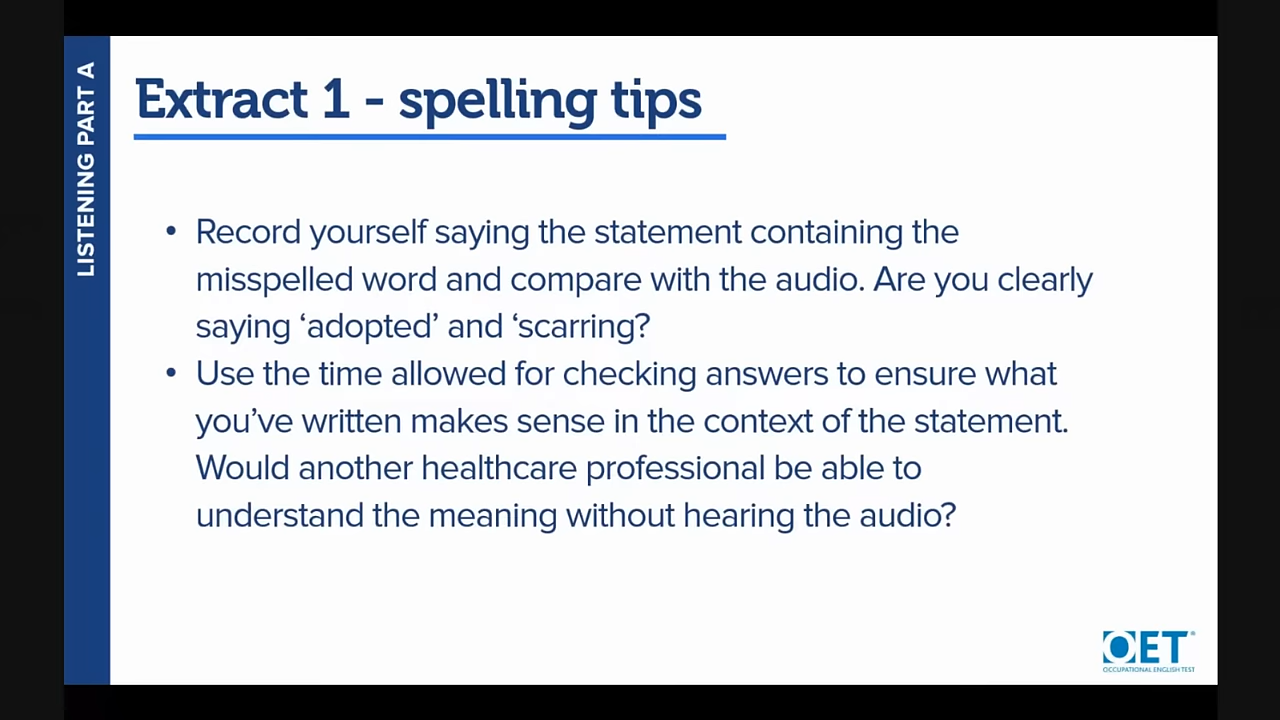 LISTENING PART A
Extract 1 - spelling tips
• Record yourself saying the statement containing the
misspelled word and compare with the audio. Are you clearly
saying ‘adopted’ and ‘scarring?
• Use the time allowed for checking answers to ensure what
you’ve written makes sense in the context of the statement.
Would another healthcare professional be able to
understand the meaning without hearing the audio?
OET®
OCCUPATIONAL ENGLISH TEST